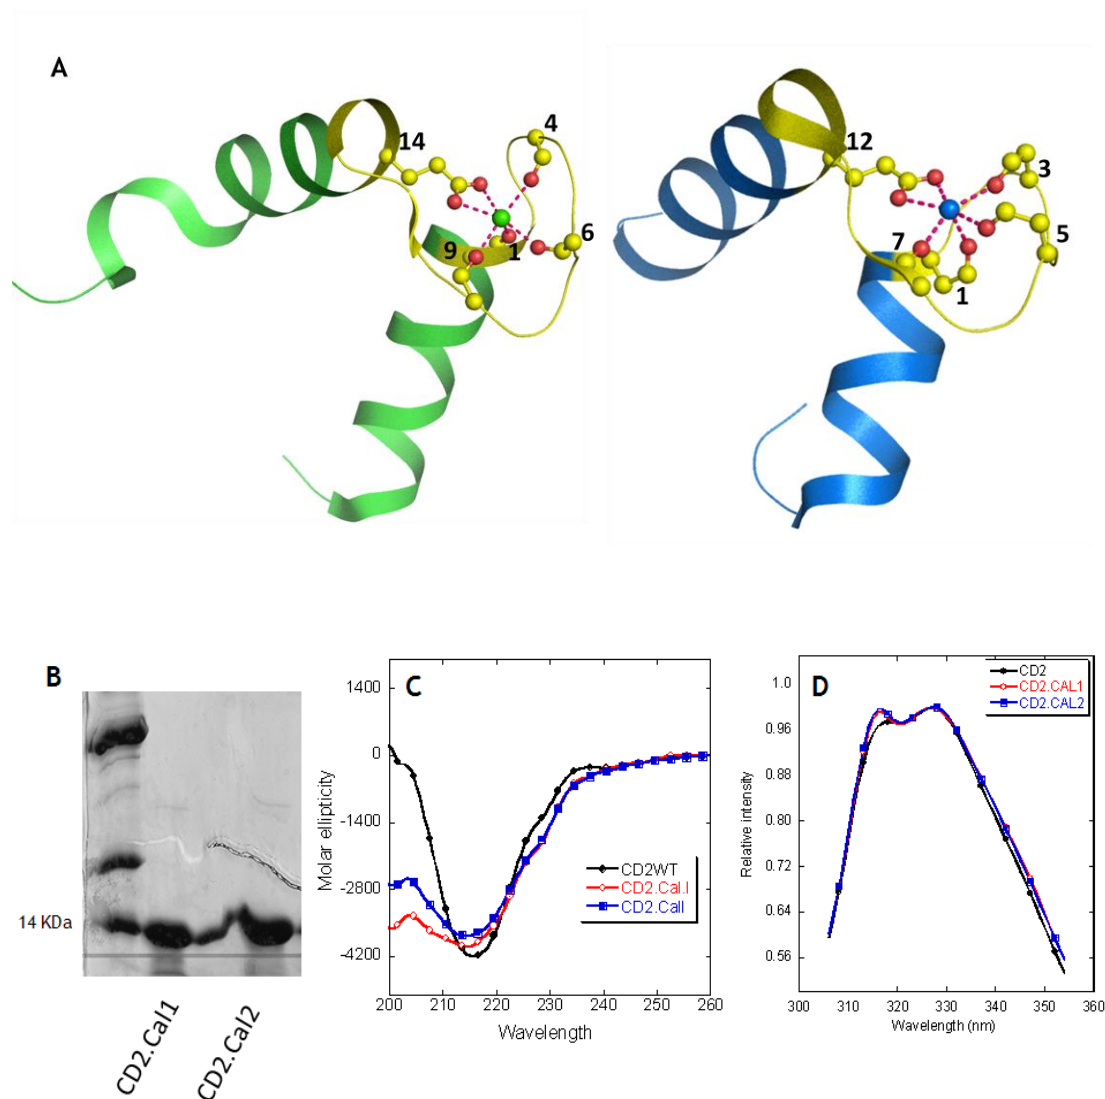 A
14
4
6
9
1
12
3
5
7
1
B
14 KDa
CD2.Cal1
CD2.Cal2
C
1400
0
-1400
-2800
-4200
Molar ellipticity
CD2WT
CD2.Cal.I
CD2.CalI
200 210 220 230 240 250 260
Wavelength
D
CD2
CD2.CAL1
CD2.CAL2
1.0
0.96
0.88
0.80
0.72
0.64
0.56
Relative intensity
300 310 320 330 340 350 360
Wavelength (nm)